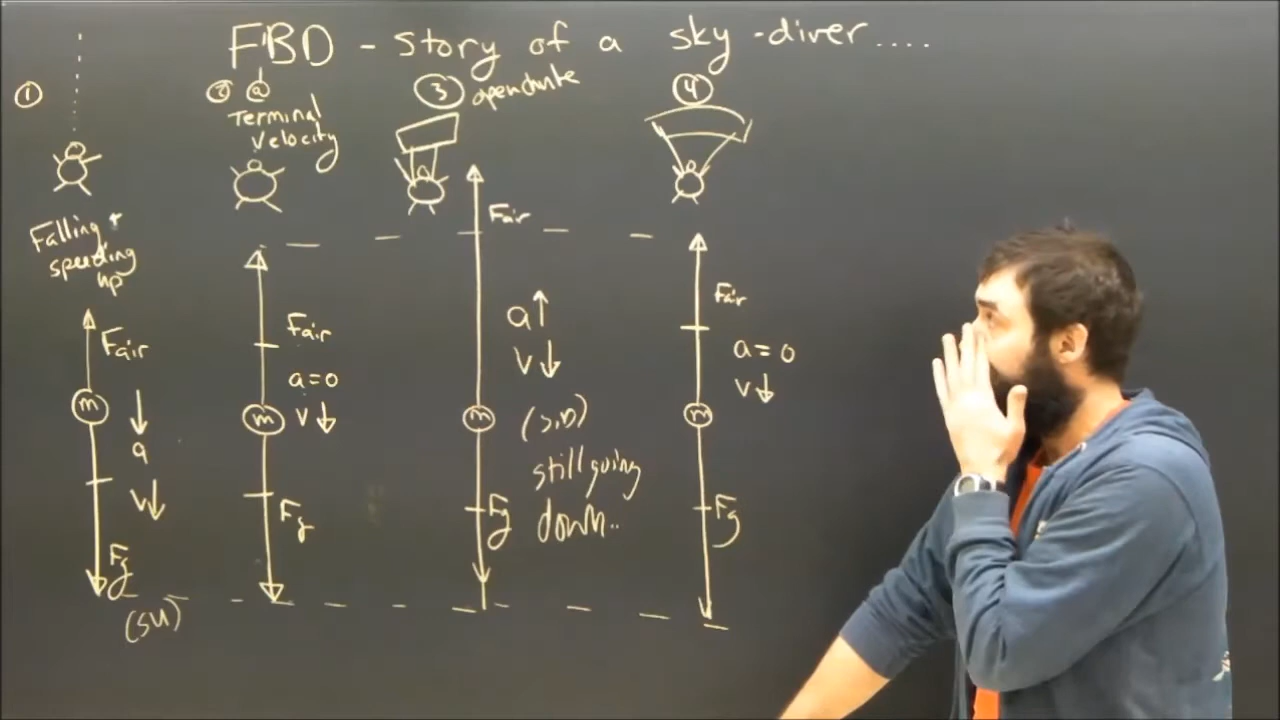 FBD - story of a sky-diver....
①
② @
Terminal
Velocity
③ open chute
④
Falling +
speeding
up
Fair
m
a
v
Fg
(SU)
Fair
a=0
m
v
Fg
Fair
a
v
m
(S.D)
still going
down..
Fg
Fair
a=0
v
m
Fg